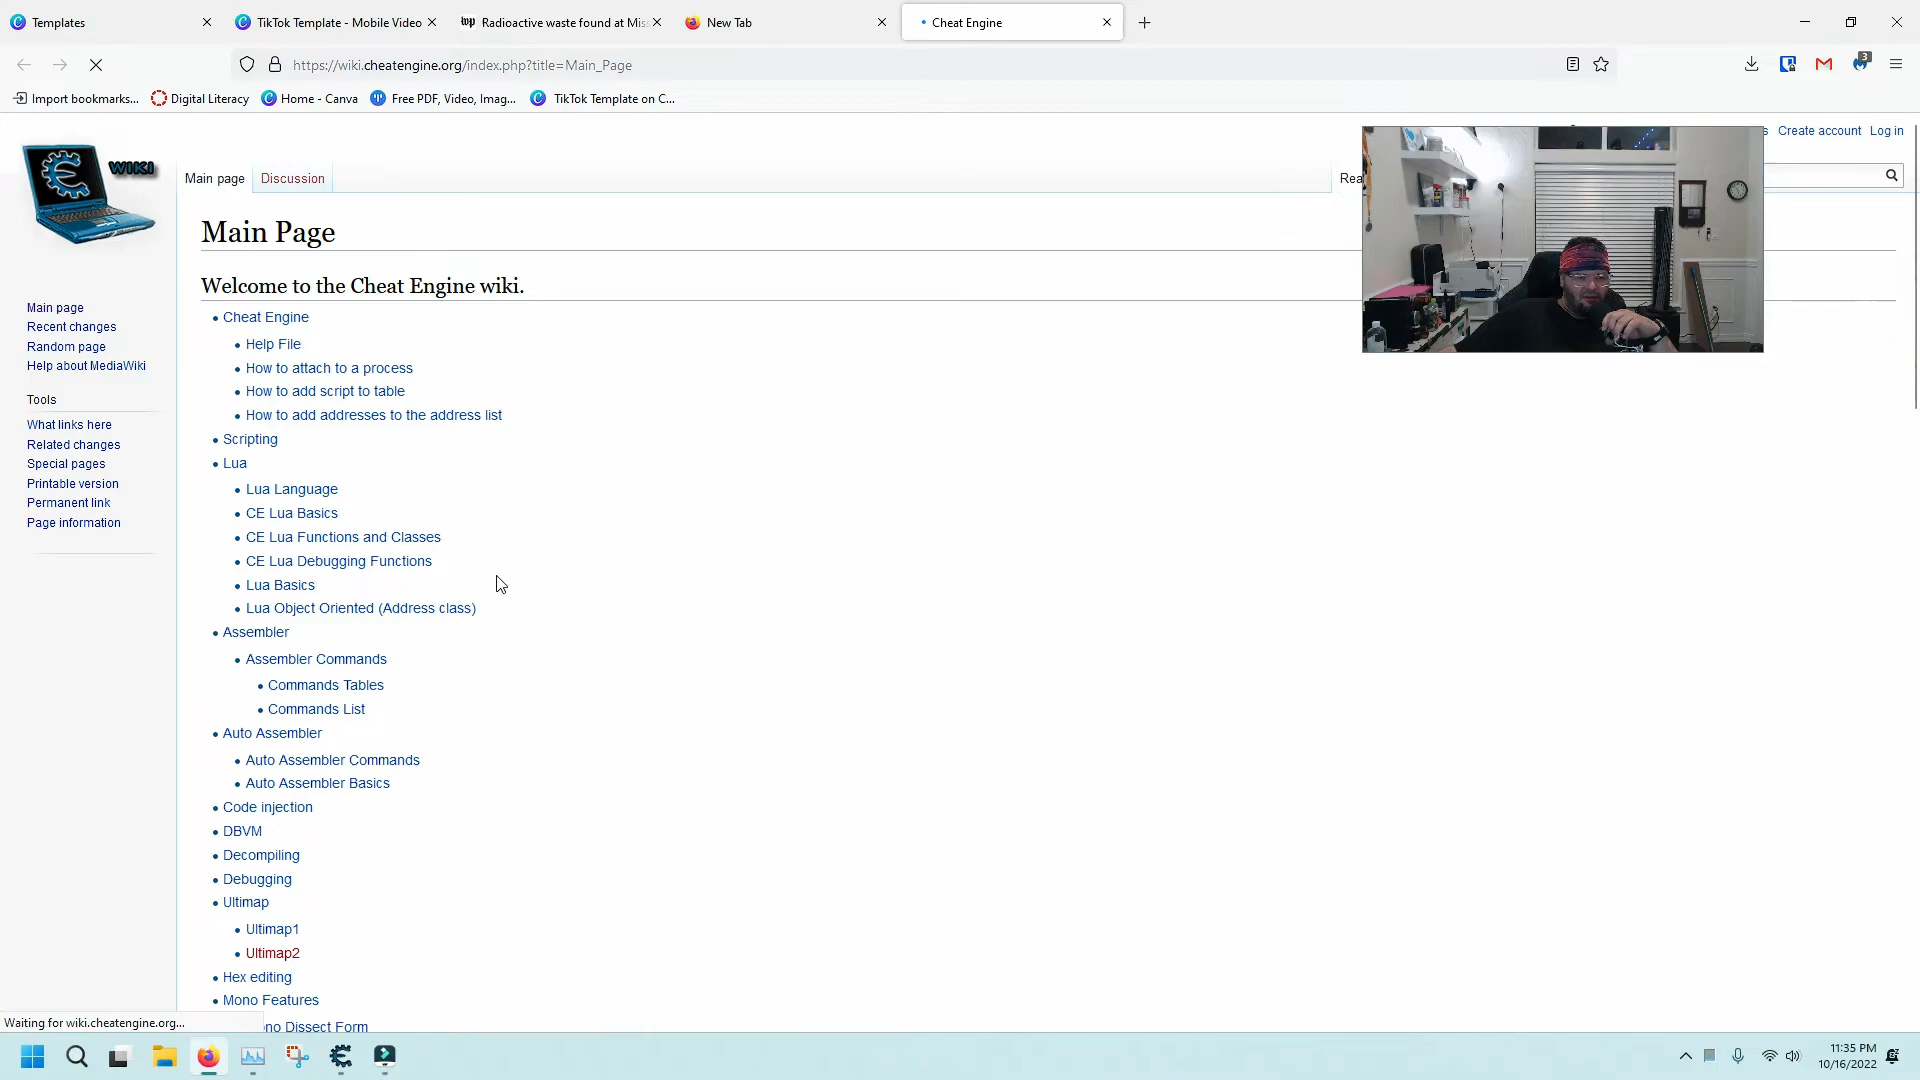 Templates
TikTok Template - Mobile Video
Radioactive waste found at Mis
New Tab
Cheat Engine
https://wiki.cheatengine.org/index.php?title=Main_Page
3
Import bookmarks...
Digital Literacy
Home - Canva
Free PDF, Video, Imag...
TikTok Template on C...
Create account
Log in
WIKI
Main page
Discussion
Rea
Main Page
Welcome to the Cheat Engine wiki.
Cheat Engine
Help File
How to attach to a process
How to add script to table
How to add addresses to the address list
Scripting
Lua
Lua Language
CE Lua Basics
CE Lua Functions and Classes
CE Lua Debugging Functions
Lua Basics
Lua Object Oriented (Address class)
Assembler
Assembler Commands
Commands Tables
Commands List
Auto Assembler
Auto Assembler Commands
Auto Assembler Basics
Code injection
DBVM
Decompiling
Debugging
Ultimap
Ultimap1
Ultimap2
Hex editing
Mono Features
no Dissect Form
Main page
Recent changes
Random page
Help about MediaWiki
Tools
What links here
Related changes
Special pages
Printable version
Permanent link
Page information
Waiting for wiki.cheatengine.org...
11:35 PM
10/16/2022